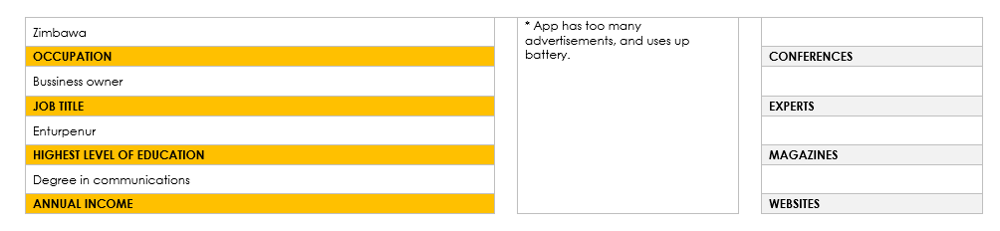 Zimbawa
OCCUPATION
Bussiness owner
JOB TITLE
Enturpenur
HIGHEST LEVEL OF EDUCATION
Degree in communications
ANNUAL INCOME
* App has too many
advertisements, and uses up
battery.
CONFERENCES
EXPERTS
MAGAZINES
WEBSITES